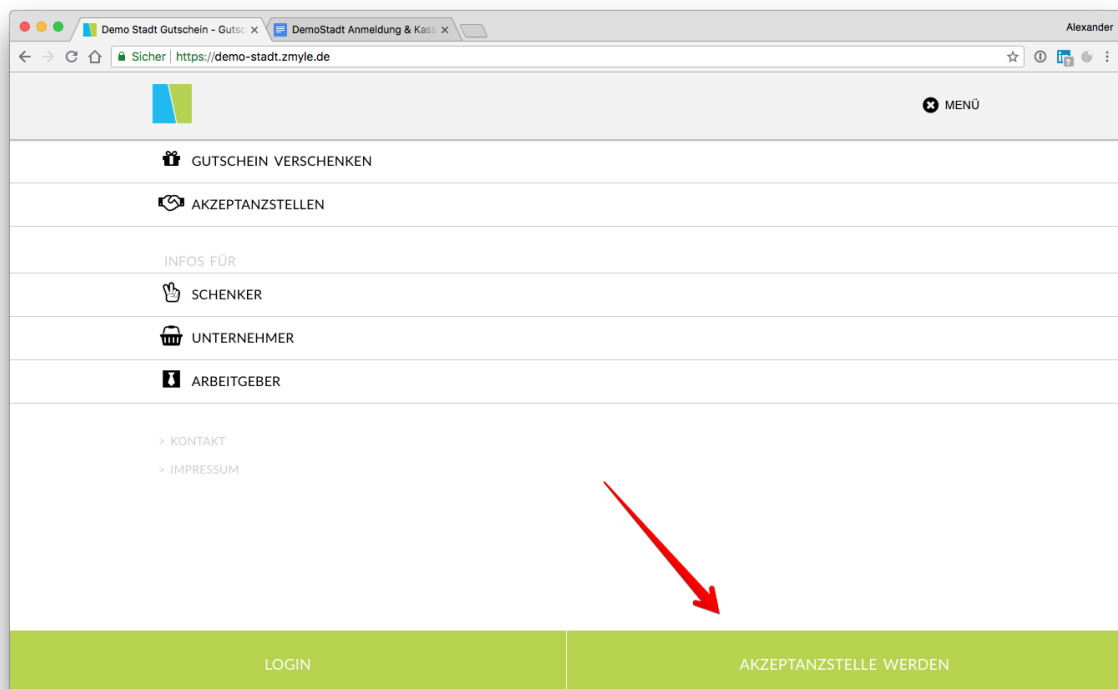 Demo Stadt Gutschein - Gutsc
DemoStadt Anmeldung & Kass
Alexander
Sicher | https://demo-stadt.zmyle.de
MENÜ
GUTSCHEIN VERSCHENKEN
AKZEPTANZSTELLEN
INFOS FÜR
SCHENKER
UNTERNEHMER
ARBEITGEBER
> KONTAKT
> IMPRESSUM
LOGIN
AKZEPTANZSTELLE WERDEN